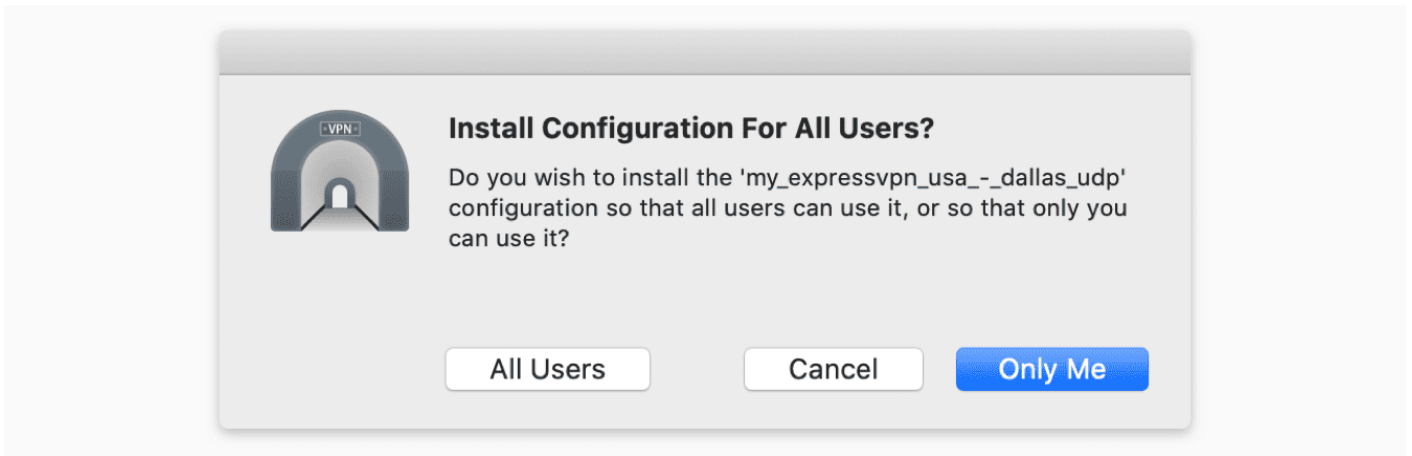 ·VPN·
Install Configuration For All Users?
Do you wish to install the 'my_expressvpn_usa_-_dallas_udp'
configuration so that all users can use it, or so that only you
can use it?
All Users
Cancel
Only Me